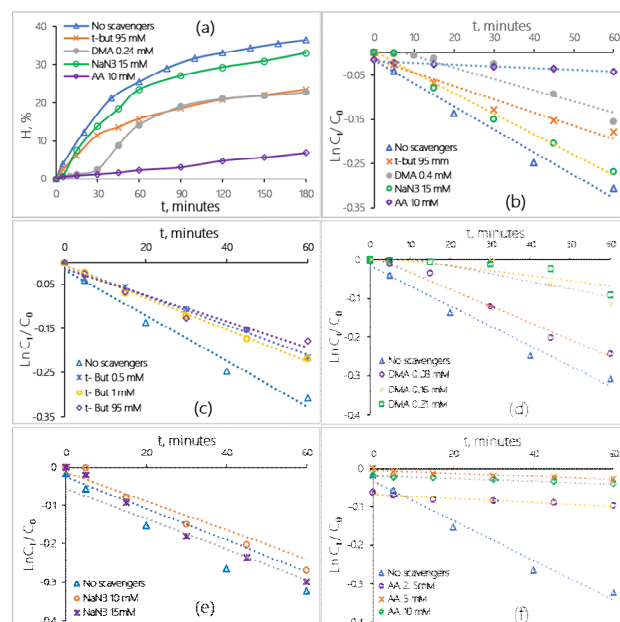 (a)
No scavengers
t-but 95 mM
DMA 0.24 mM
NaN3 15 mM
AA 10 mM
H, %
40
30
20
10
0
0 30 60 90 120 150 180
t, minutes
t, minutes
0 10 20 30 40 50 60
-0.05
-0.15
-0.25
-0.35
Ln Ct/ C0
No scavengers
t-but 95 mm
DMA 0.4 mM
NaN3 15 mM
AA 10 mM
(b)
t, minutes
0 20 40 60
-0.05
-0.15
-0.25
-0.35
Ln Ct/ C0
No scavengers
t- But 0.5 mM
t- But 1 mM
t- But 95 mM
(c)
t, minutes
0 20 40 60
0
-0.1
-0.2
-0.3
-0.4
Ln Ct/ C0
No scavengers
DMA 0.08 mM
DMA 0.16 mM
DMA 0.21 mM
(d)
t, minutes
0 20 40 60
0
-0.1
-0.2
-0.3
-0.4
LnCt/ C0
No scavengers
NaN3 10 mM
NaN3 15mM
(e)
t, minutes
0 20 40 60
0
-0.1
-0.2
-0.3
-0.4
Ln Ct/ C0
No scavengers
AA 2.5mM
AA 5 mM
AA 10 mM
(f)